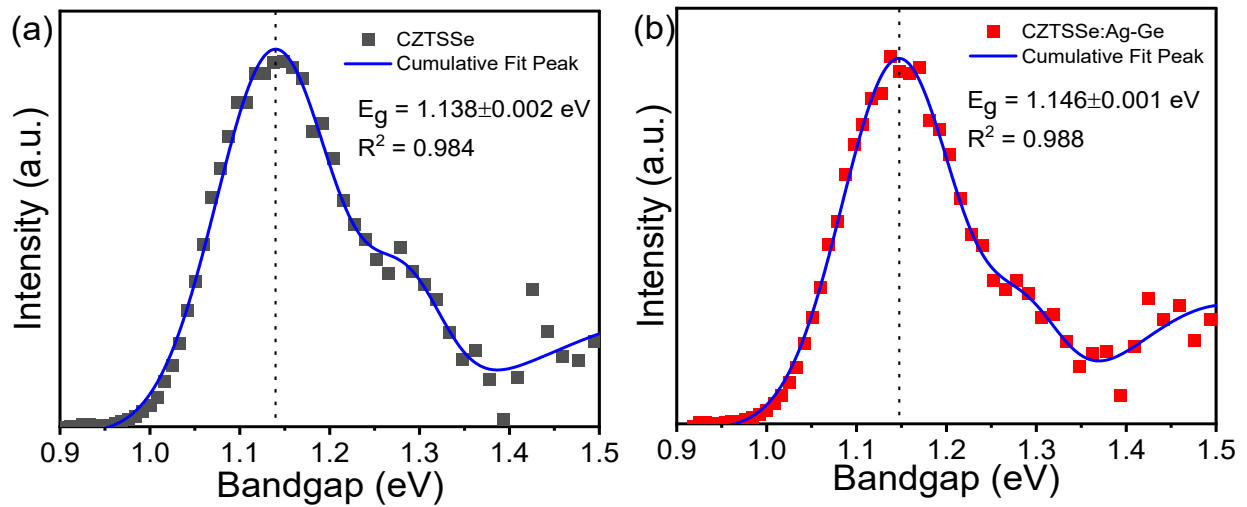 (a)
CZTSSe
Cumulative Fit Peak
E_g = 1.138±0.002 eV
R² = 0.984
Intensity (a.u.)
0.9 1.0 1.1 1.2 1.3 1.4 1.5
Bandgap (eV)
(b)
CZTSSe:Ag-Ge
Cumulative Fit Peak
E_g = 1.146±0.001 eV
R² = 0.988
Intensity (a.u.)
0.9 1.0 1.1 1.2 1.3 1.4 1.5
Bandgap (eV)